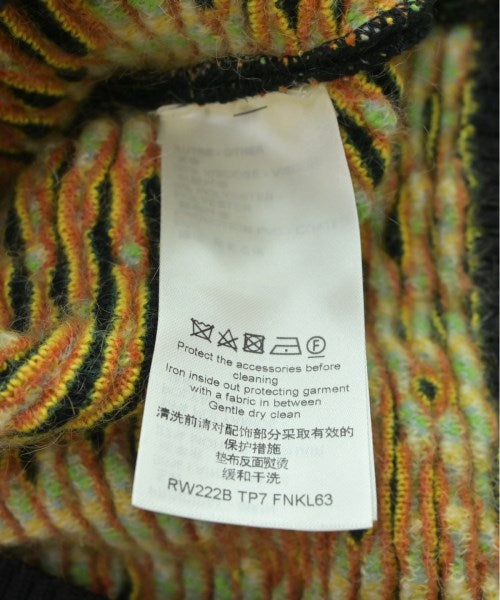 Protect the accessories before
cleaning
Iron inside out protecting garment
with a fabric in between
Gentle dry clean
清洗前请对配饰部分采取有效的
保护措施
垫布反面熨烫
缓和干洗
RW222B TP7 FNKL63